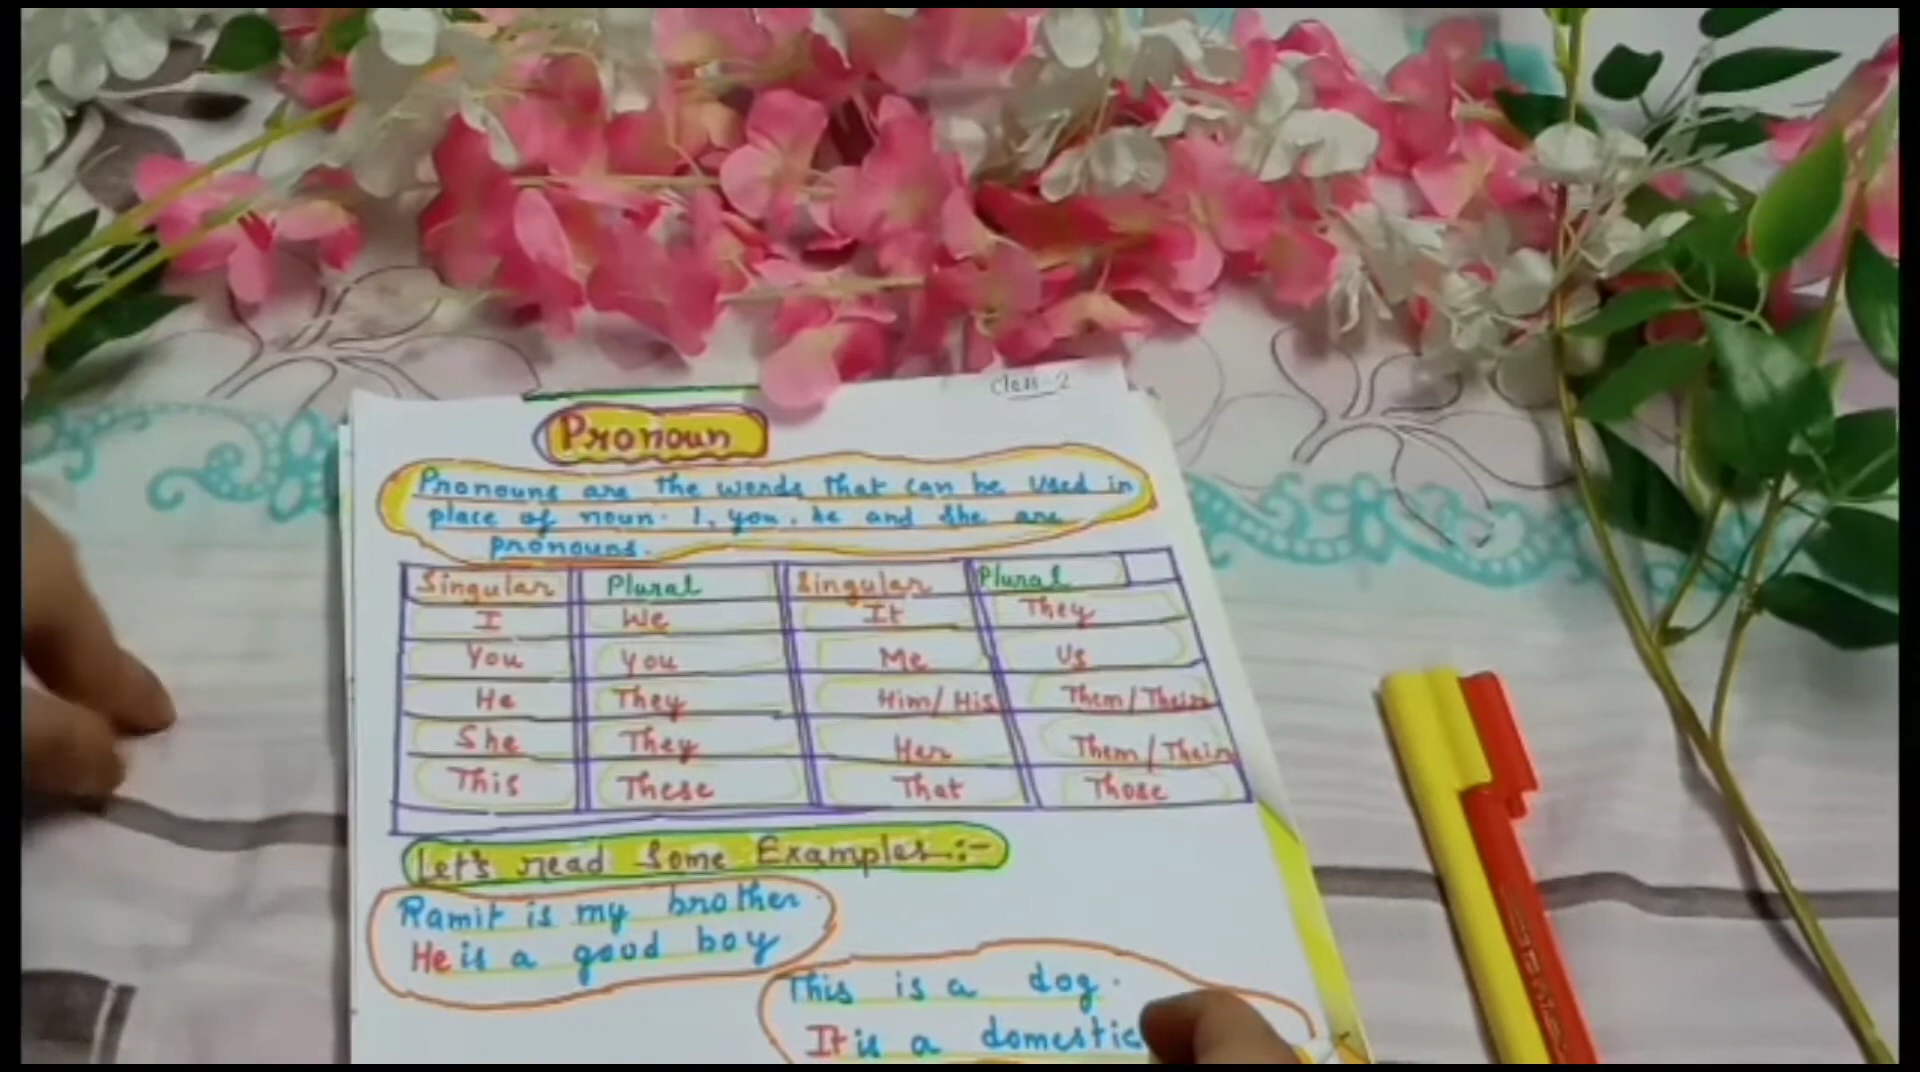 Class-2
Pronoun
Pronouns are the words that can be used in
place of noun. I, you, he and she are
pronouns.
Singular Plural Singular Plural
I We It They
You You Me Us
He They Him/His Them/Their
She They Her Them/Their
This These That Those
Let's read Some Examples:-
Ramit is my brother.
He is a good boy
This is a dog.
It is a domestic